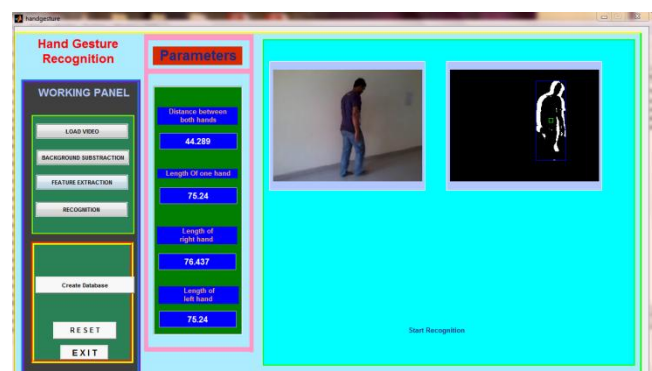 handgesture
Hand Gesture
Recognition
WORKING PANEL
LOAD VIDEO
BACKGROUND SUBSTRACTION
FEATURE EXTRACTION
RECOGNITION
Create Database
RESET
EXIT
Parameters
Distance between
both hands
44.289
Length Of one hand
75.24
Length of
right hand
76.437
Length of
left hand
75.24
Start Recognition